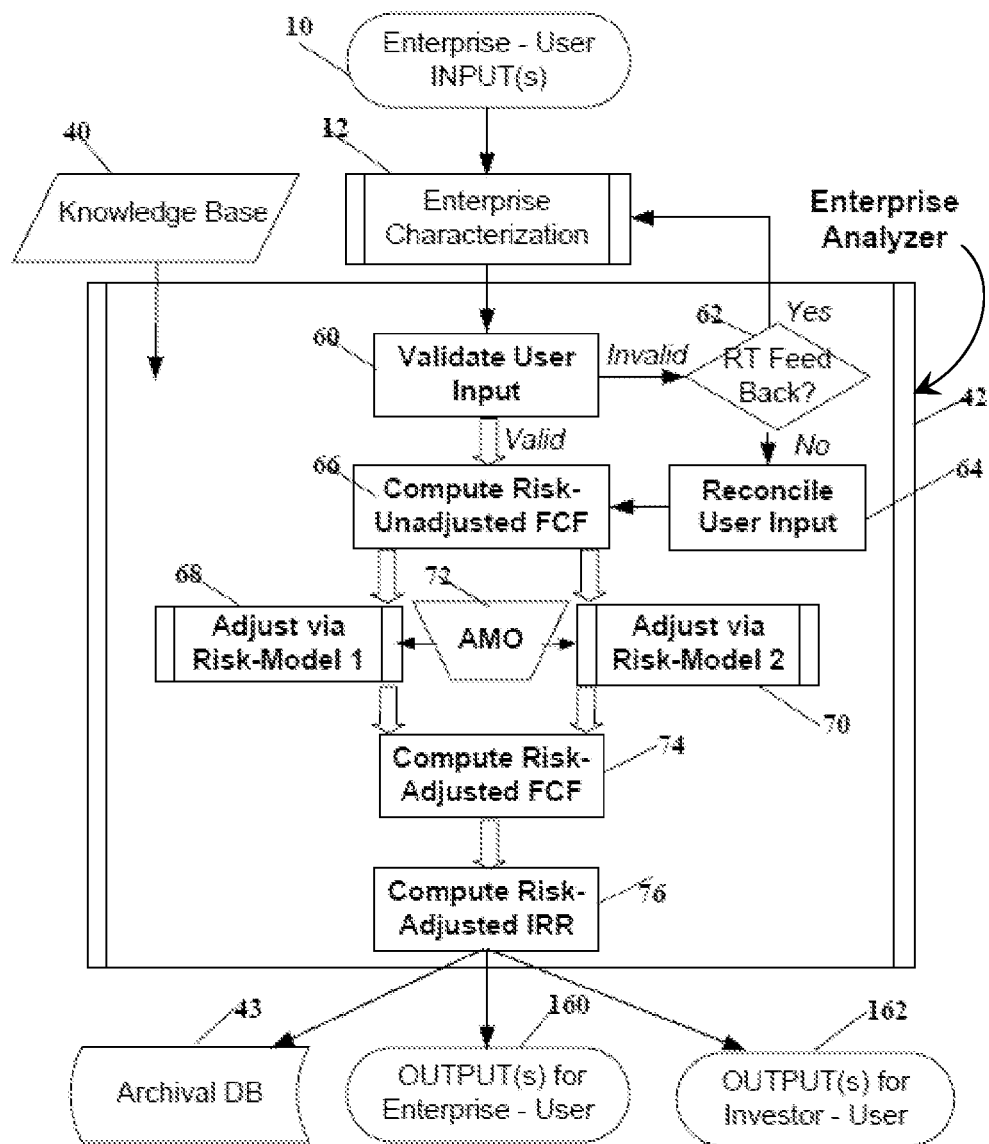 10
Enterprise - User
INPUT(s)
12
40
Knowledge Base
Enterprise
Characterization
Enterprise
Analyzer
60
Validate User
Input
Invalid
62
Yes
RT Feed
Back?
42
Valid
No
66
Compute Risk-
Unadjusted FCF
Reconcile
User Input
64
68
72
Adjust via
Risk-Model 1
AMO
Adjust via
Risk-Model 2
70
Compute Risk-
Adjusted FCF
74
Compute Risk-
Adjusted IRR
76
43
160
162
Archival DB
OUTPUT(s) for
Enterprise - User
OUTPUT(s) for
Investor - User